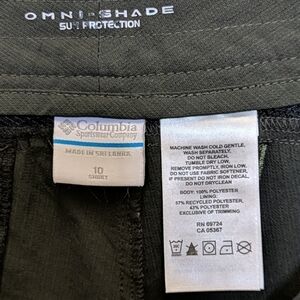 OMNI-SHADE
SUN PROTECTION
Columbia
Sportswear Company
MADE IN SRI LANKA
10
SHORT
MACHINE WASH COLD GENTLE,
WASH SEPARATELY,
DO NOT BLEACH,
TUMBLE DRY LOW,
REMOVE PROMPTLY, IRON LOW,
DO NOT USE FABRIC SOFTENER,
DO NOT IRON DECAL,
DO NOT DRYCLEAN
BODY: 100% POLYESTER
LINING:
57% RECYCLED POLYESTER,
43% POLYESTER
EXCLUSIVE OF TRIMMING
RN 69724
CA 05367